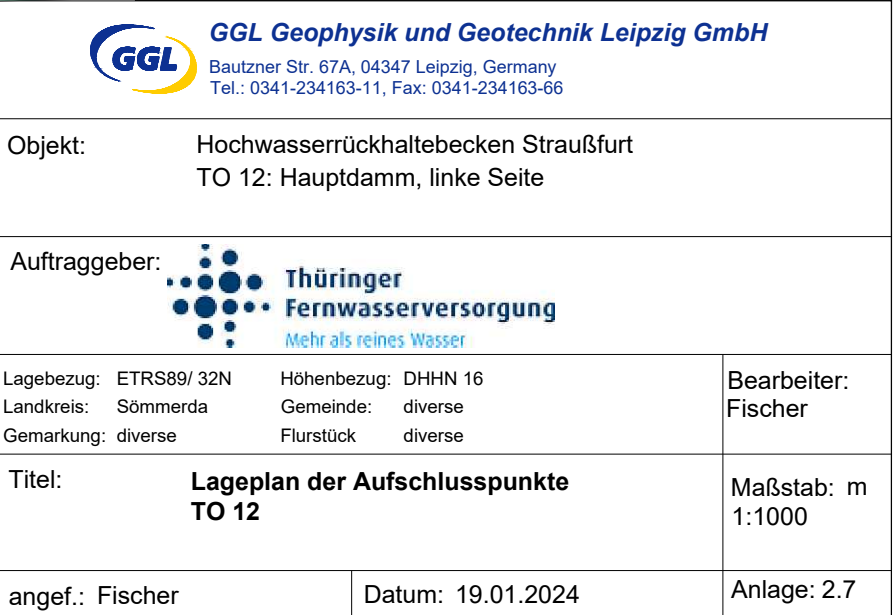 GGL
GGL Geophysik und Geotechnik Leipzig GmbH
Bautzner Str. 67A, 04347 Leipzig, Germany
Tel.: 0341-234163-11, Fax: 0341-234163-66
Objekt: Hochwasserrückhaltebecken Straußfurt
TO 12: Hauptdamm, linke Seite
Auftraggeber:
Thüringer
Fernwasserversorgung
Mehr als reines Wasser
Lagebezug: ETRS89/ 32N Höhenbezug: DHHN 16
Landkreis: Sömmerda Gemeinde: diverse
Gemarkung: diverse Flurstück diverse
Bearbeiter:
Fischer
Titel: Lageplan der Aufschlusspunkte
TO 12
Maßstab: m
1:1000
angef.: Fischer Datum: 19.01.2024 Anlage: 2.7